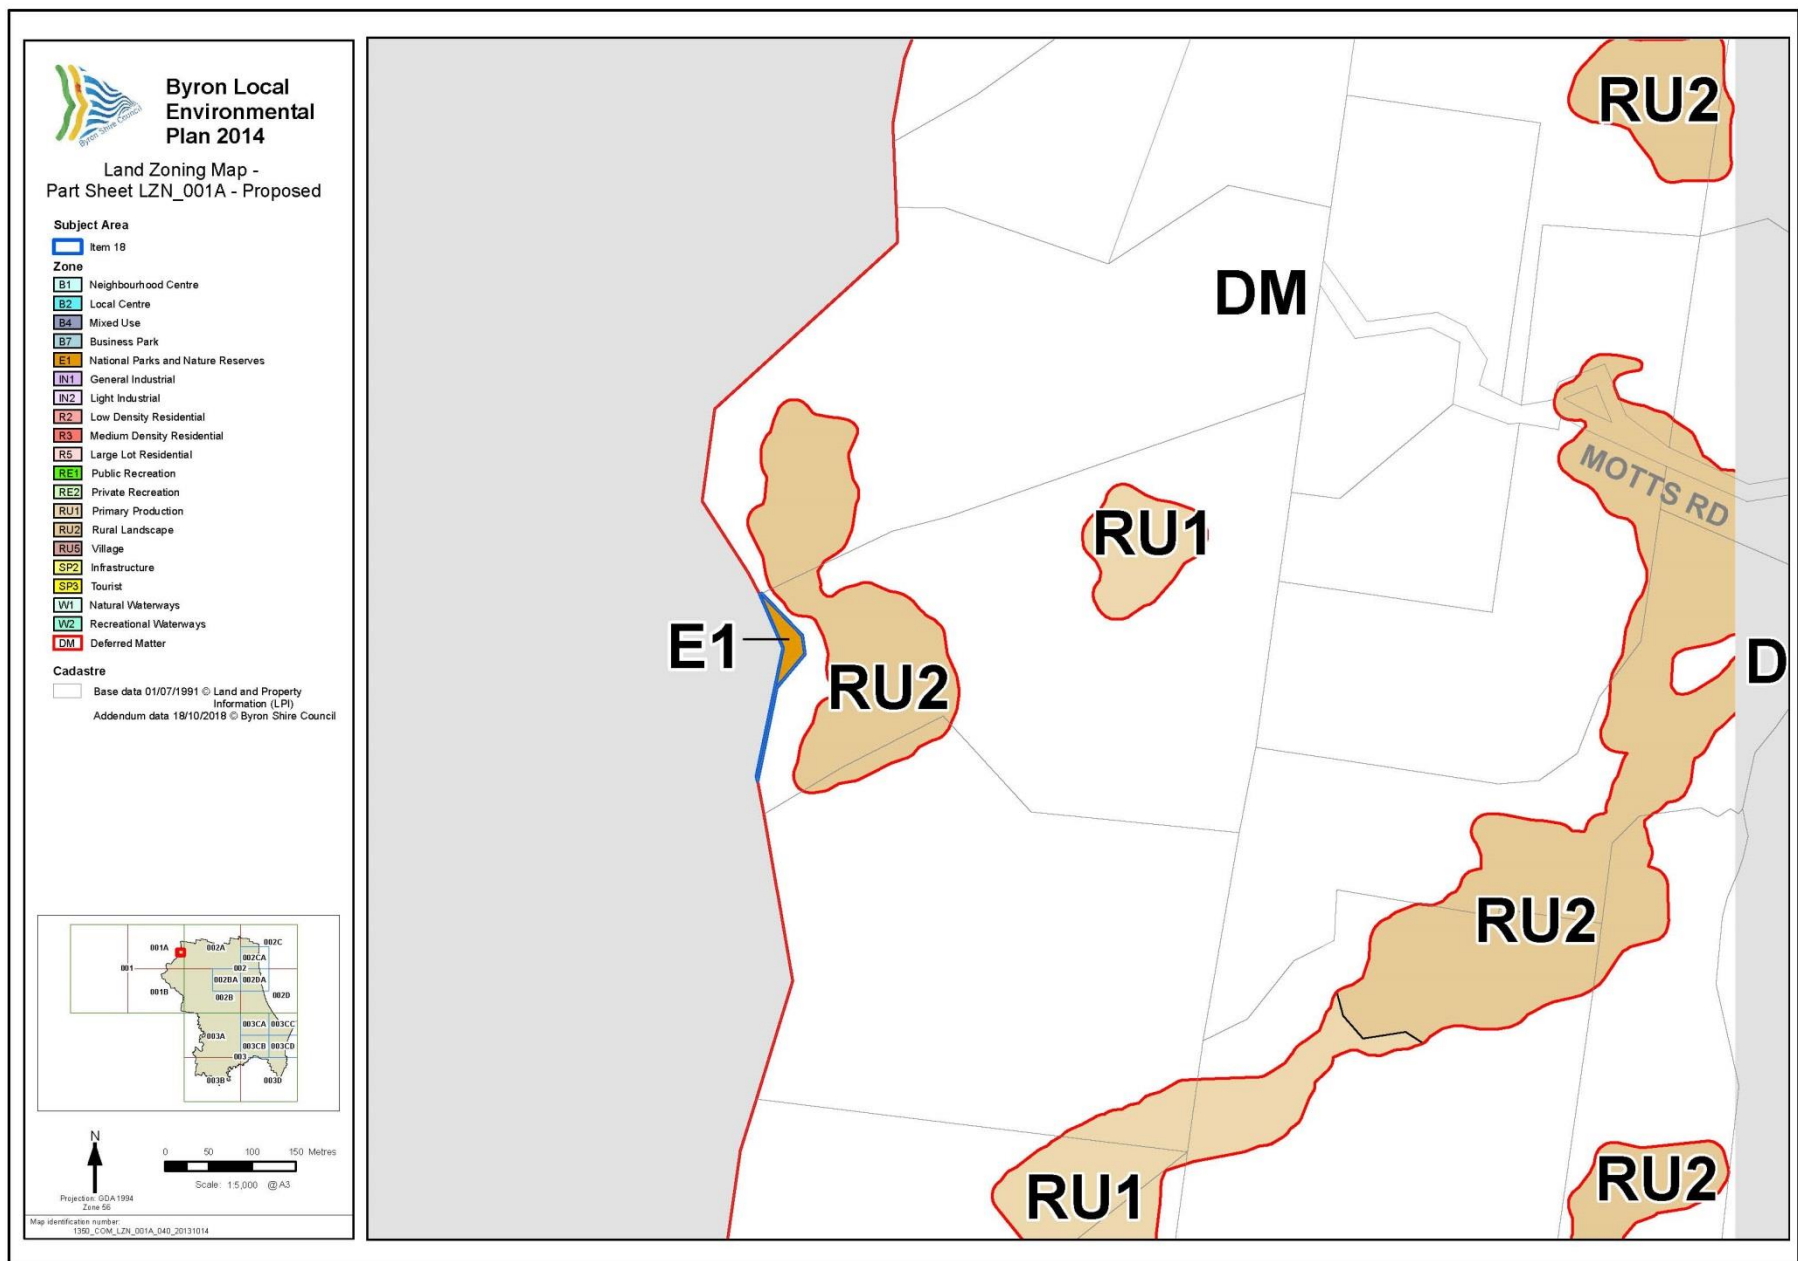 Byron Shire Council
Byron Local
Environmental
Plan 2014
Land Zoning Map -
Part Sheet LZN_001A - Proposed
Subject Area
Item 18
Zone
B1 Neighbourhood Centre
B2 Local Centre
B4 Mixed Use
B7 Business Park
E1 National Parks and Nature Reserves
IN1 General Industrial
IN2 Light Industrial
R2 Low Density Residential
R3 Medium Density Residential
R5 Large Lot Residential
RE1 Public Recreation
RE2 Private Recreation
RU1 Primary Production
RU2 Rural Landscape
RU5 Village
SP2 Infrastructure
SP3 Tourist
W1 Natural Waterways
W2 Recreational Waterways
DM Deferred Matter
Cadastre
Base data 01/07/1991 © Land and Property
Information (LPI)
Addendum data 18/10/2018 © Byron Shire Council
001A 002A 002C
002CA
001 002
002BA 002DA
001B 002B 002D
003CA 003CC
003A
003CB 003CD
003
003B 003D
N
0 50 100 150 Metres
Scale: 1:5,000 @A3
Projection: GDA 1994
Zone 56
Map identification number:
1350_COM_LZN_001A_040_20131014
RU2
DM
MOTTS RD
RU1
E1
RU2
D
RU2
RU1
RU2